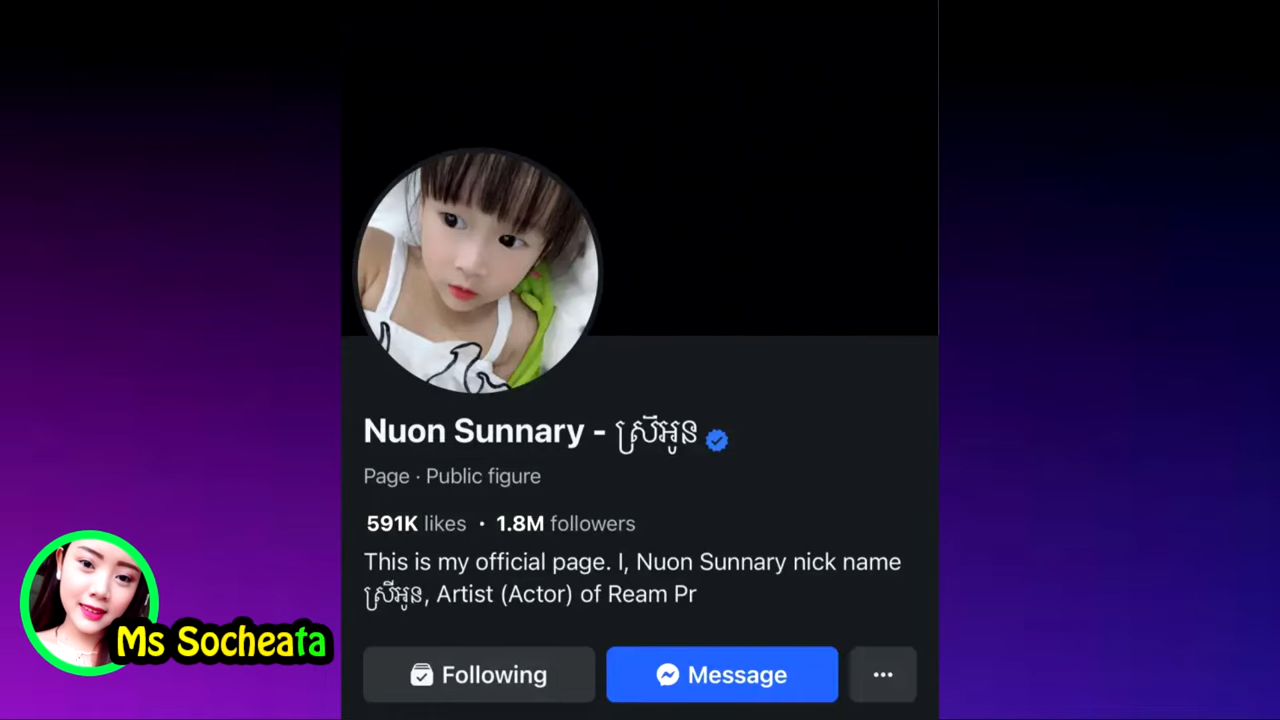 Nuon Sunnary - ស្រីអូន
Page · Public figure
591K likes · 1.8M followers
This is my official page. I, Nuon Sunnary nick name
ស្រីអូន, Artist (Actor) of Ream Pr
Following
Message
Ms Socheata